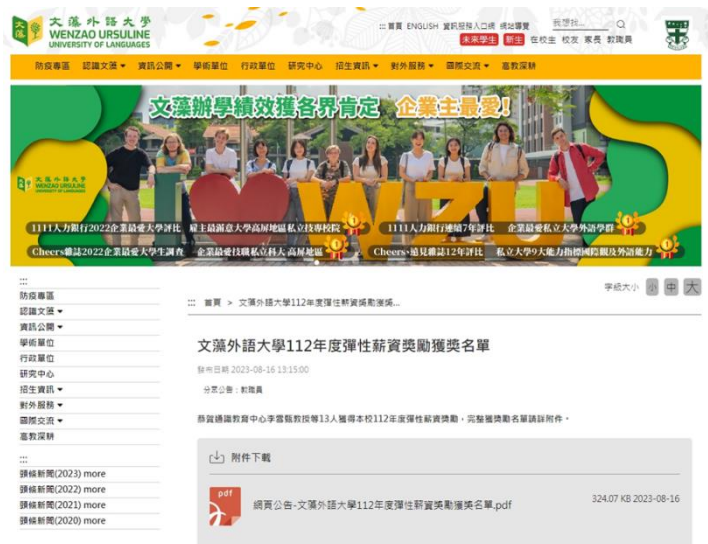 文藻外語大學
WENZAO URSULINE
UNIVERSITY OF LANGUAGES
::: 首頁 ENGLISH 資訊服務入口網 網站導覽 我想找...
未來學生 新生 在校生 校友 家長 教職員
防疫專區 認識文藻 資訊公開 學術單位 行政單位 研究中心 招生資訊 對外服務 國際交流 高教深耕
文藻辦學績效獲各界肯定 企業主最愛!
文藻外語大學
WENZAO URSULINE
UNIVERSITY OF LANGUAGES
I WZU
1111人力銀行2022企業最愛大學評比 雇主最滿意大學高屏地區私立技專校院
1111人力銀行連續7年評比 企業最愛私立大學外語學群
Cheers雜誌2022企業最愛大學生調查 企業最愛技職私立科大 高屏地區
Cheers、遠見雜誌12年評比 私立大學9大能力指標國際觀及外語能力
:::
防疫專區
認識文藻
資訊公開
學術單位
行政單位
研究中心
招生資訊
對外服務
國際交流
高教深耕
:::
頭條新聞(2023) more
頭條新聞(2022) more
頭條新聞(2021) more
頭條新聞(2020) more
字級大小 小 中 大
::: 首頁 > 文藻外語大學112年度彈性薪資獎勵獲獎...
文藻外語大學112年度彈性薪資獎勵獲獎名單
發布日期 2023-08-16 13:15:00
分眾公告：教職員
恭賀通識教育中心李雲甄教授等13人獲得本校112年度彈性薪資獎勵，完整獲獎勵名單請詳附件。
附件下載
pdf
網頁公告-文藻外語大學112年度彈性薪資獎勵獲獎名單.pdf
324.07 KB 2023-08-16